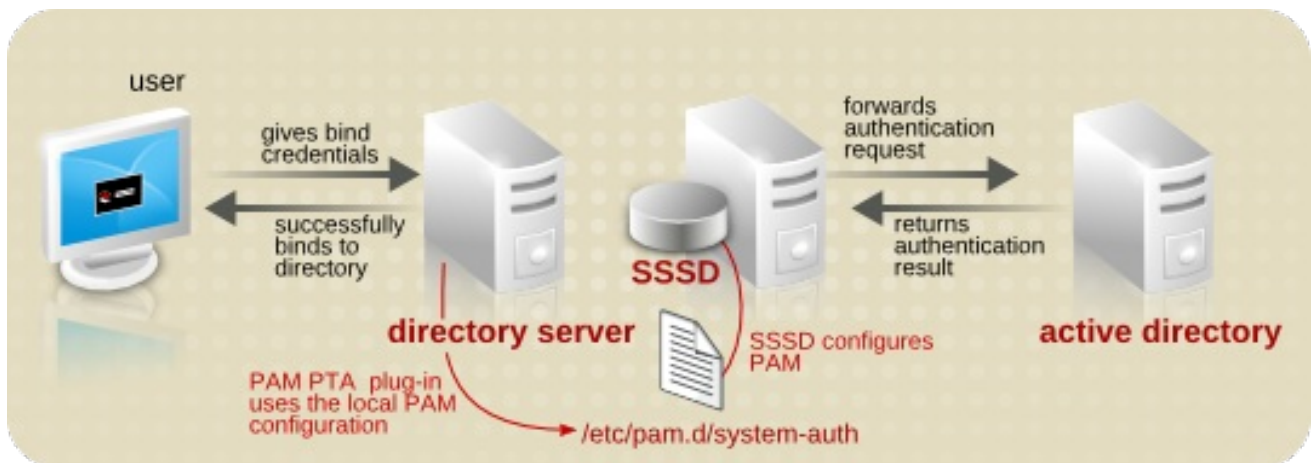 user
gives bind
credentials
successfully
binds to
directory
directory server
PAM PTA plug-in
uses the local PAM
configuration
/etc/pam.d/system-auth
SSSD
SSSD configures
PAM
forwards
authentication
request
returns
authentication
result
active directory